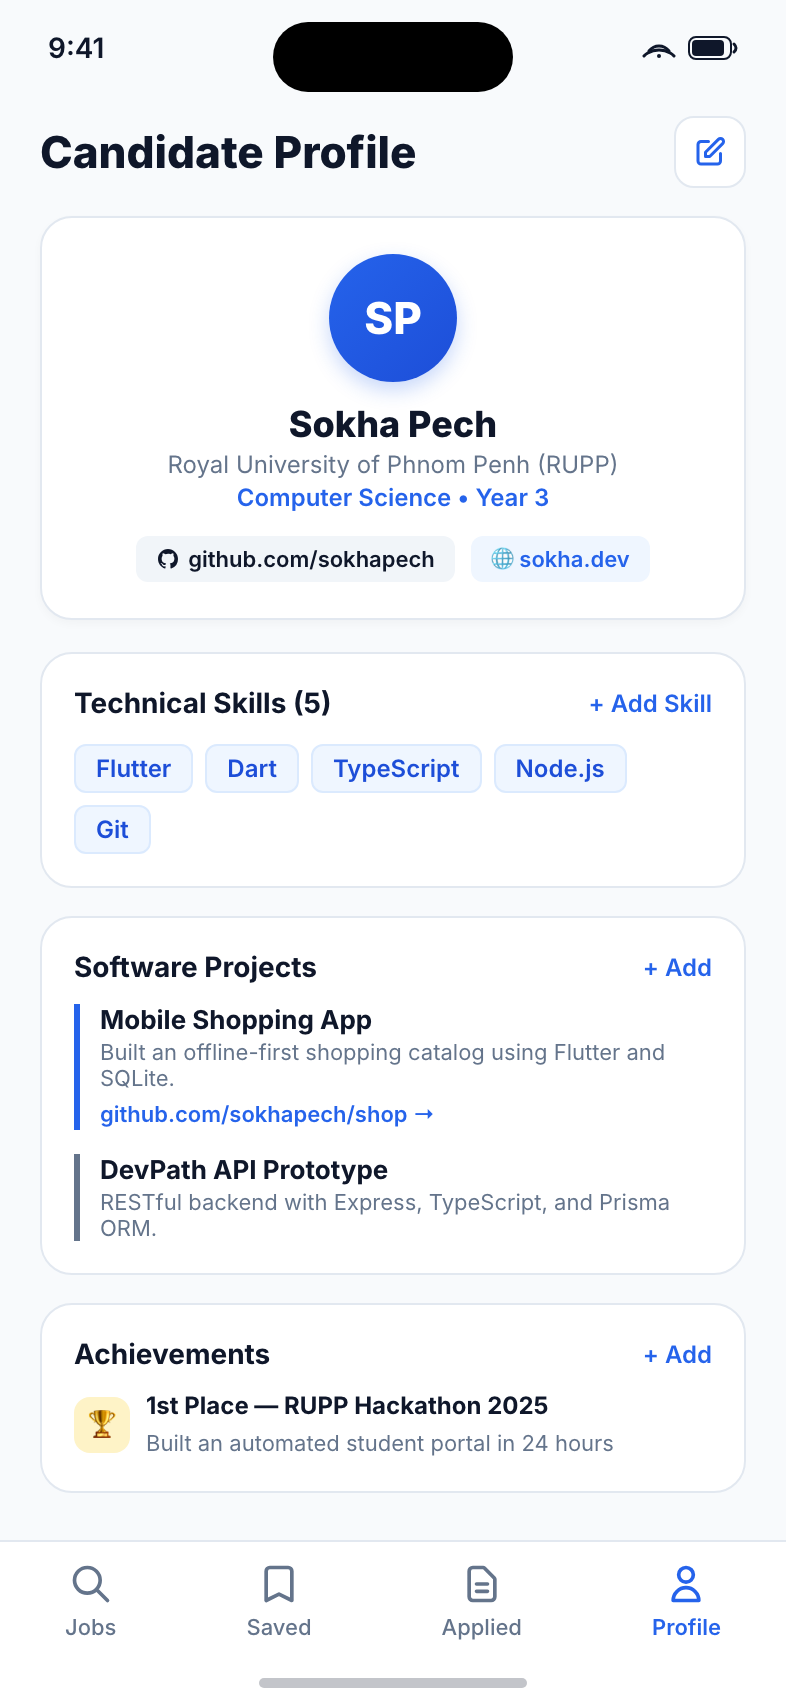 9:41
Candidate Profile
SP
Sokha Pech
Royal University of Phnom Penh (RUPP)
Computer Science • Year 3
github.com/sokhapech
sokha.dev
Technical Skills (5)
+ Add Skill
Flutter
Dart
TypeScript
Node.js
Git
Software Projects
+ Add
Mobile Shopping App
Built an offline-first shopping catalog using Flutter and
SQLite.
github.com/sokhapech/shop →
DevPath API Prototype
RESTful backend with Express, TypeScript, and Prisma
ORM.
Achievements
+ Add
1st Place — RUPP Hackathon 2025
Built an automated student portal in 24 hours
Jobs
Saved
Applied
Profile